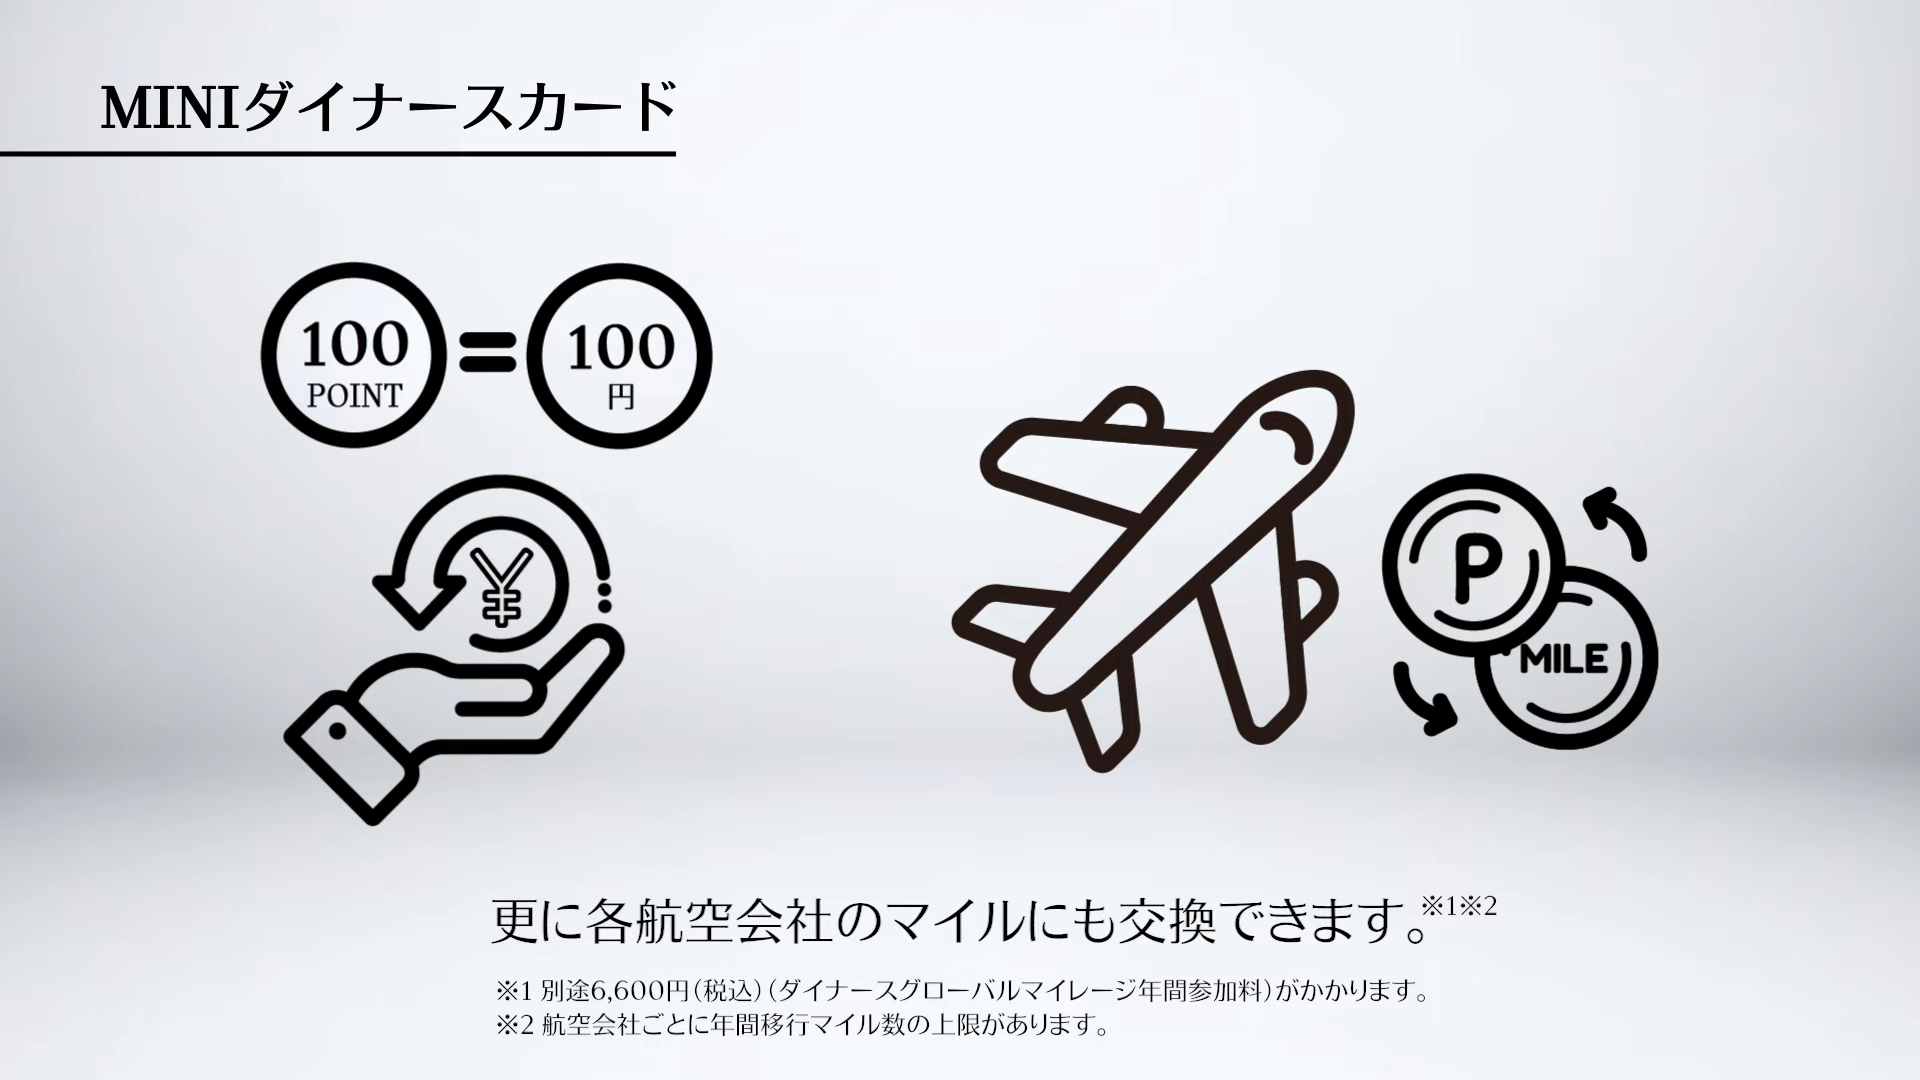 MINIダイナースカード
100
POINT
=
100
円
¥
P
MILE
更に各航空会社のマイルにも交換できます。※1※2
※1 別途6,600円(税込)(ダイナースグローバルマイレージ年間参加料)がかかります。
※2 航空会社ごとに年間移行マイル数の上限があります。